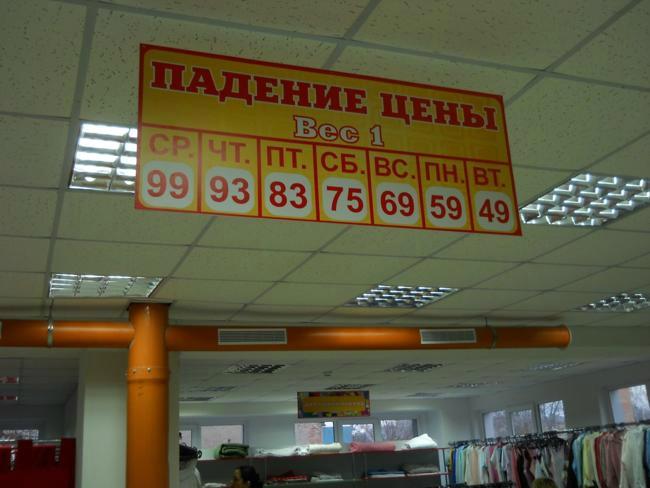 ПАДЕНИЕ ЦЕНЫ
Вес 1
СР. ЧТ. ПТ. СБ. ВС. ПН. ВТ.
99 93 83 75 69 59 49